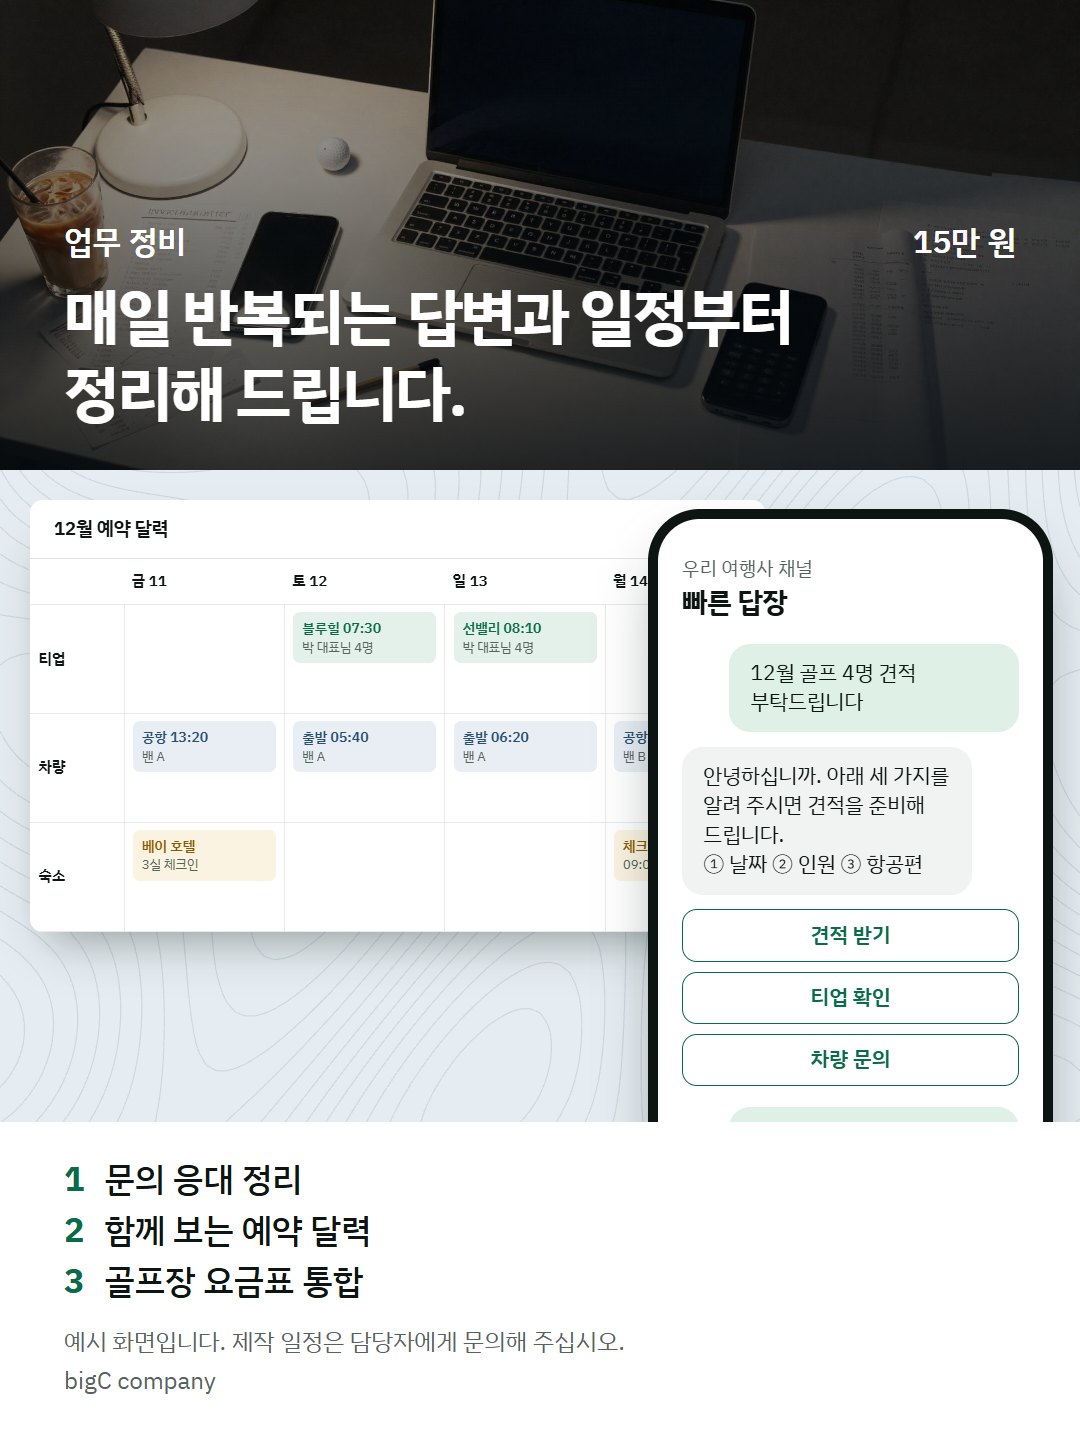 업무 정비
15만 원
매일 반복되는 답변과 일정부터
정리해 드립니다.
12월 예약 달력
금 11
토 12
일 13
월 14
티업
블루힐 07:30
박 대표님 4명
선밸리 08:10
박 대표님 4명
차량
공항 13:20
밴 A
출발 05:40
밴 A
출발 06:20
밴 A
공항
밴 B
숙소
베이 호텔
3실 체크인
체크
09:0
우리 여행사 채널
빠른 답장
12월 골프 4명 견적
부탁드립니다
안녕하십니까. 아래 세 가지를
알려 주시면 견적을 준비해
드립니다.
① 날짜 ② 인원 ③ 항공편
견적 받기
티업 확인
차량 문의
1 문의 응대 정리
2 함께 보는 예약 달력
3 골프장 요금표 통합
예시 화면입니다. 제작 일정은 담당자에게 문의해 주십시오.
bigC company